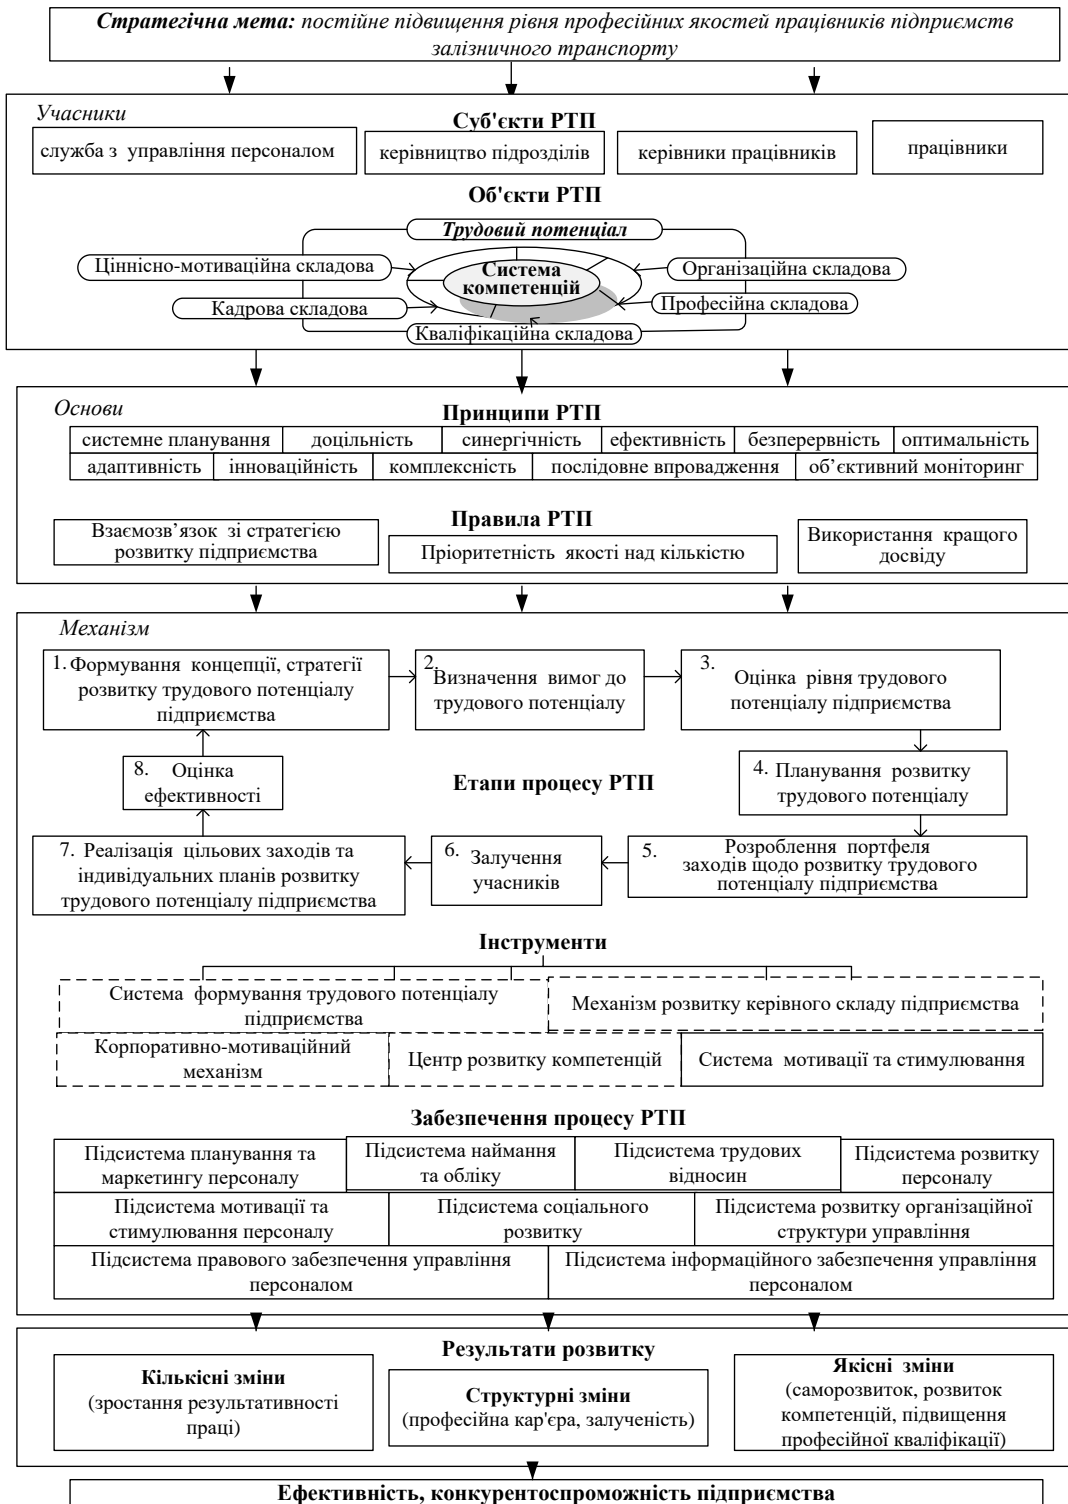 Стратегічна мета: постійне підвищення рівня професійних якостей працівників підприємств
залізничного транспорту
Учасники
Суб'єкти РТП
служба з управління персоналом
керівництво підрозділів
керівники працівників
працівники
Об'єкти РТП
Трудовий потенціал
Ціннісно-мотиваційна складова
Система
компетенцій
Організаційна складова
Кадрова складова
Професійна складова
Кваліфікаційна складова
Основи
Принципи РТП
системне планування доцільність синергічність ефективність безперервність оптимальність
адаптивність інноваційність комплексність послідовне впровадження об’єктивний моніторинг
Правила РТП
Взаємозв’язок зі стратегією
розвитку підприємства
Пріоритетність якості над кількістю
Використання кращого
досвіду
Механізм
1. Формування концепції, стратегії
розвитку трудового потенціалу
підприємства
2.
Визначення вимог до
трудового потенціалу
3.
Оцінка рівня трудового
потенціалу підприємства
8. Оцінка
ефективності
Етапи процесу РТП
4. Планування розвитку
трудового потенціалу
7. Реалізація цільових заходів та
індивідуальних планів розвитку
трудового потенціалу підприємства
6. Залучення
учасників
5. Розроблення портфеля
заходів щодо розвитку трудового
потенціалу підприємства
Інструменти
Система формування трудового потенціалу
підприємства
Механізм розвитку керівного складу підприємства
Корпоративно-мотиваційний
механізм
Центр розвитку компетенцій
Система мотивації та стимулювання
Забезпечення процесу РТП
Підсистема планування та
маркетингу персоналу
Підсистема наймання
та обліку
Підсистема трудових
відносин
Підсистема розвитку
персоналу
Підсистема мотивації та
стимулювання персоналу
Підсистема соціального
розвитку
Підсистема розвитку організаційної
структури управління
Підсистема правового забезпечення управління
персоналом
Підсистема інформаційного забезпечення управління
персоналом
Результати розвитку
Кількісні зміни
(зростання результативності
праці)
Структурні зміни
(професійна кар'єра, залученість)
Якісні зміни
(саморозвиток, розвиток
компетенцій, підвищення
професійної кваліфікації)
Ефективність, конкурентоспроможність підприємства